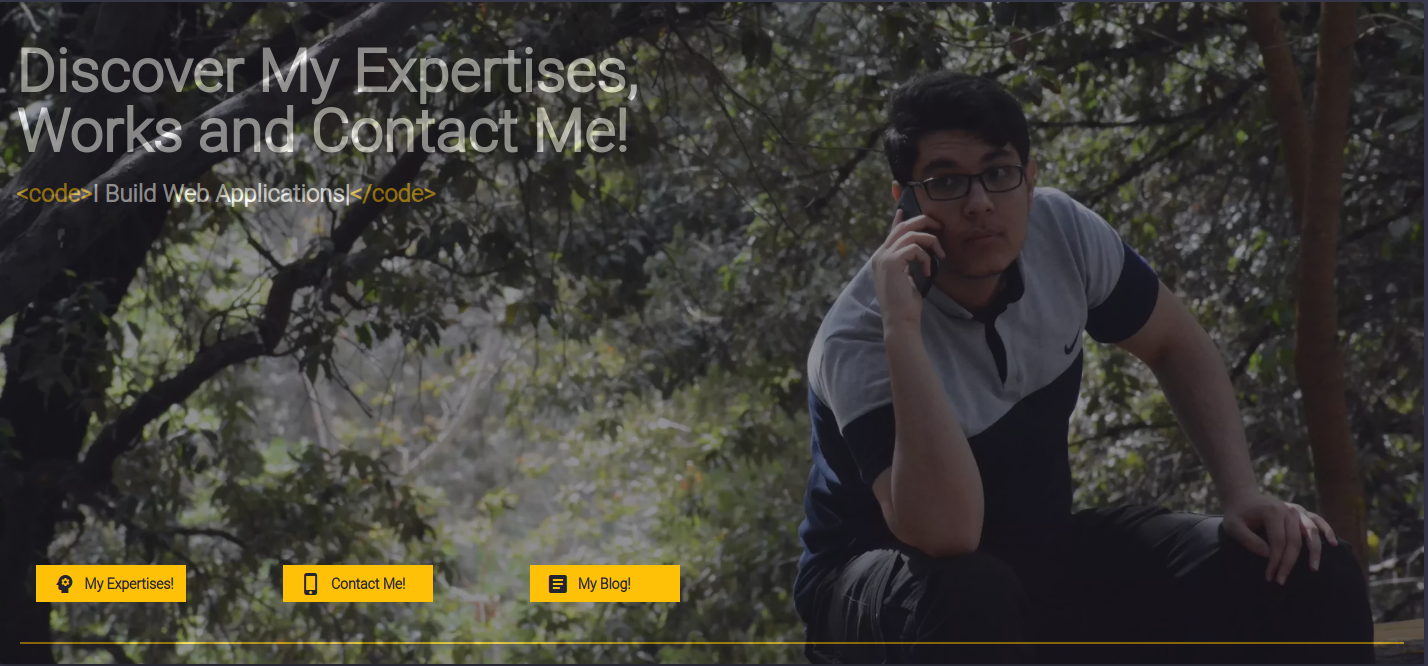 Discover My Expertises,
Works and Contact Me!
<code>I Build Web Applications|</code>
My Expertises!
Contact Me!
My Blog!